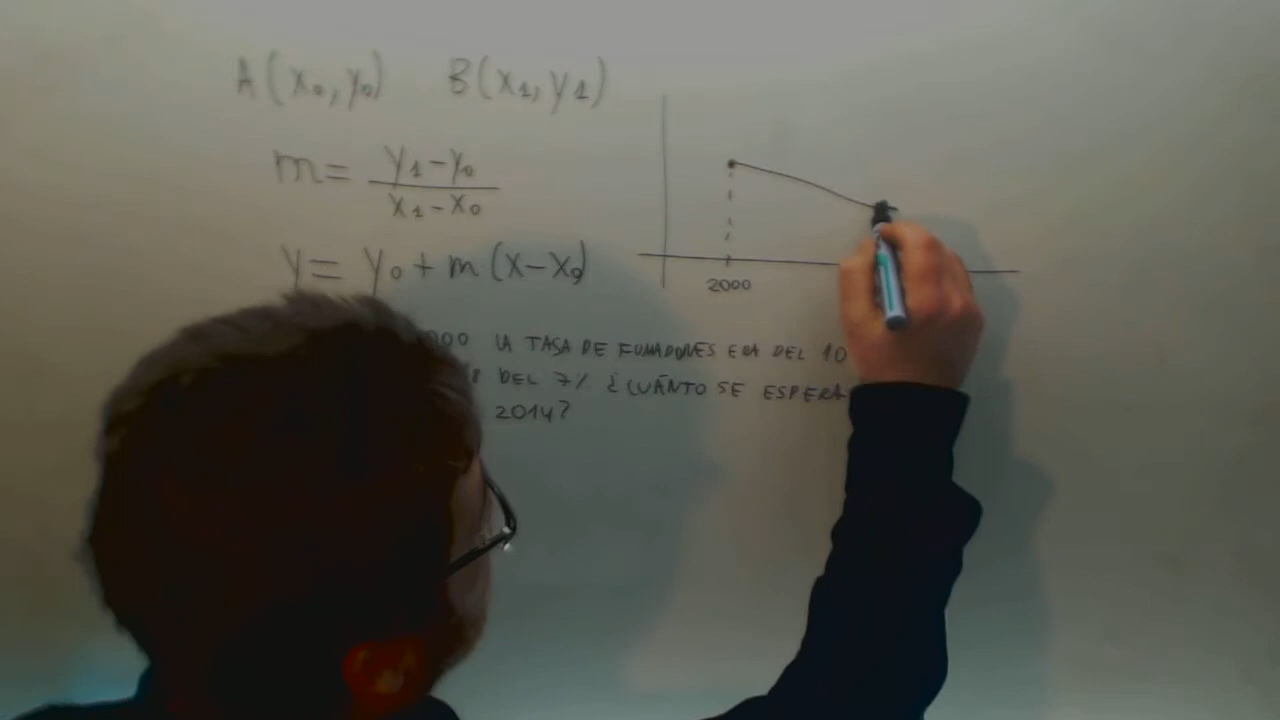 A(x₀,y₀) B(x₁,y₁)
m= y₁-y₀
x₁-x₀
y= y₀+m(x-x₀)
2000
LA TASA DE FUMADORES ERA DEL 10
DEL 7% ¿CUÁNTO SE ESPERA
2014?